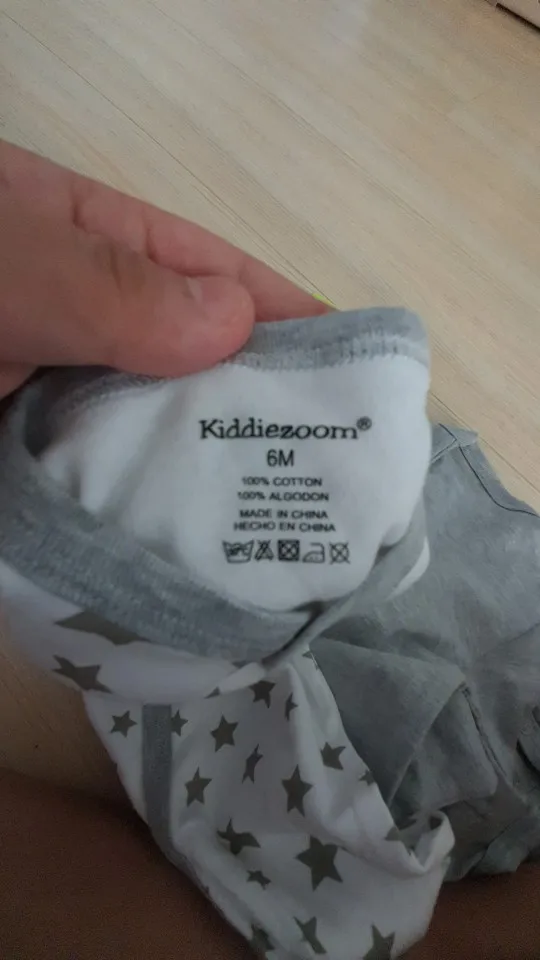 Kiddiezoom®
6M
100% COTTON
100% ALGODON
MADE IN CHINA
HECHO EN CHINA